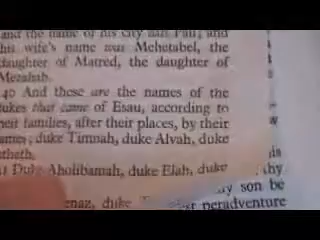 and the name of his city was Pau; and
his wife's name was Mehetabel, the
daughter of Matred, the daughter of
Mezahab.
40 And these are the names of the
dukes that came of Esau, according to
their families, after their places, by their
names; duke Timnah, duke Alvah, duke
Jetheth,
41 Duke Aholibamah, duke Elah, duke
thy
son be
enaz, duke
peradventure